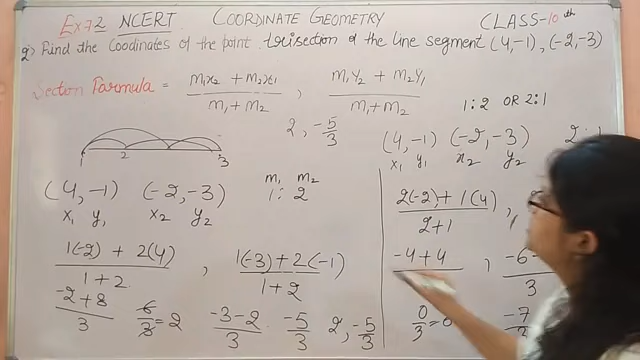 Ex 7.2 NCERT COORDINATE GEOMETRY CLASS-10th
2) Find the Coodinates of the point trisection of the line segment (4,-1), (-2,-3)
Section Formula = m₁x₂ + m₂x₁ / m₁+m₂ , m₁y₂ + m₂y₁ / m₁+m₂
1:2 OR 2:1
2, -5/3
1 2 3
(4,-1) (-2,-3)
x₁ y₁ x₂ y₂
m₁ m₂
1: 2
1(-2) + 2(4) / 1+2 , 1(-3)+2(-1) / 1+2
-2+8 / 3 6/3 = 2 -3-2 / 3 -5/3 2, -5/3
(4,-1) (-2,-3)
x₁ y₁ x₂ y₂
2(-2)+1(4) / 2+1 ,
-4+4 , -6- / 3
0/3 = 0 -7